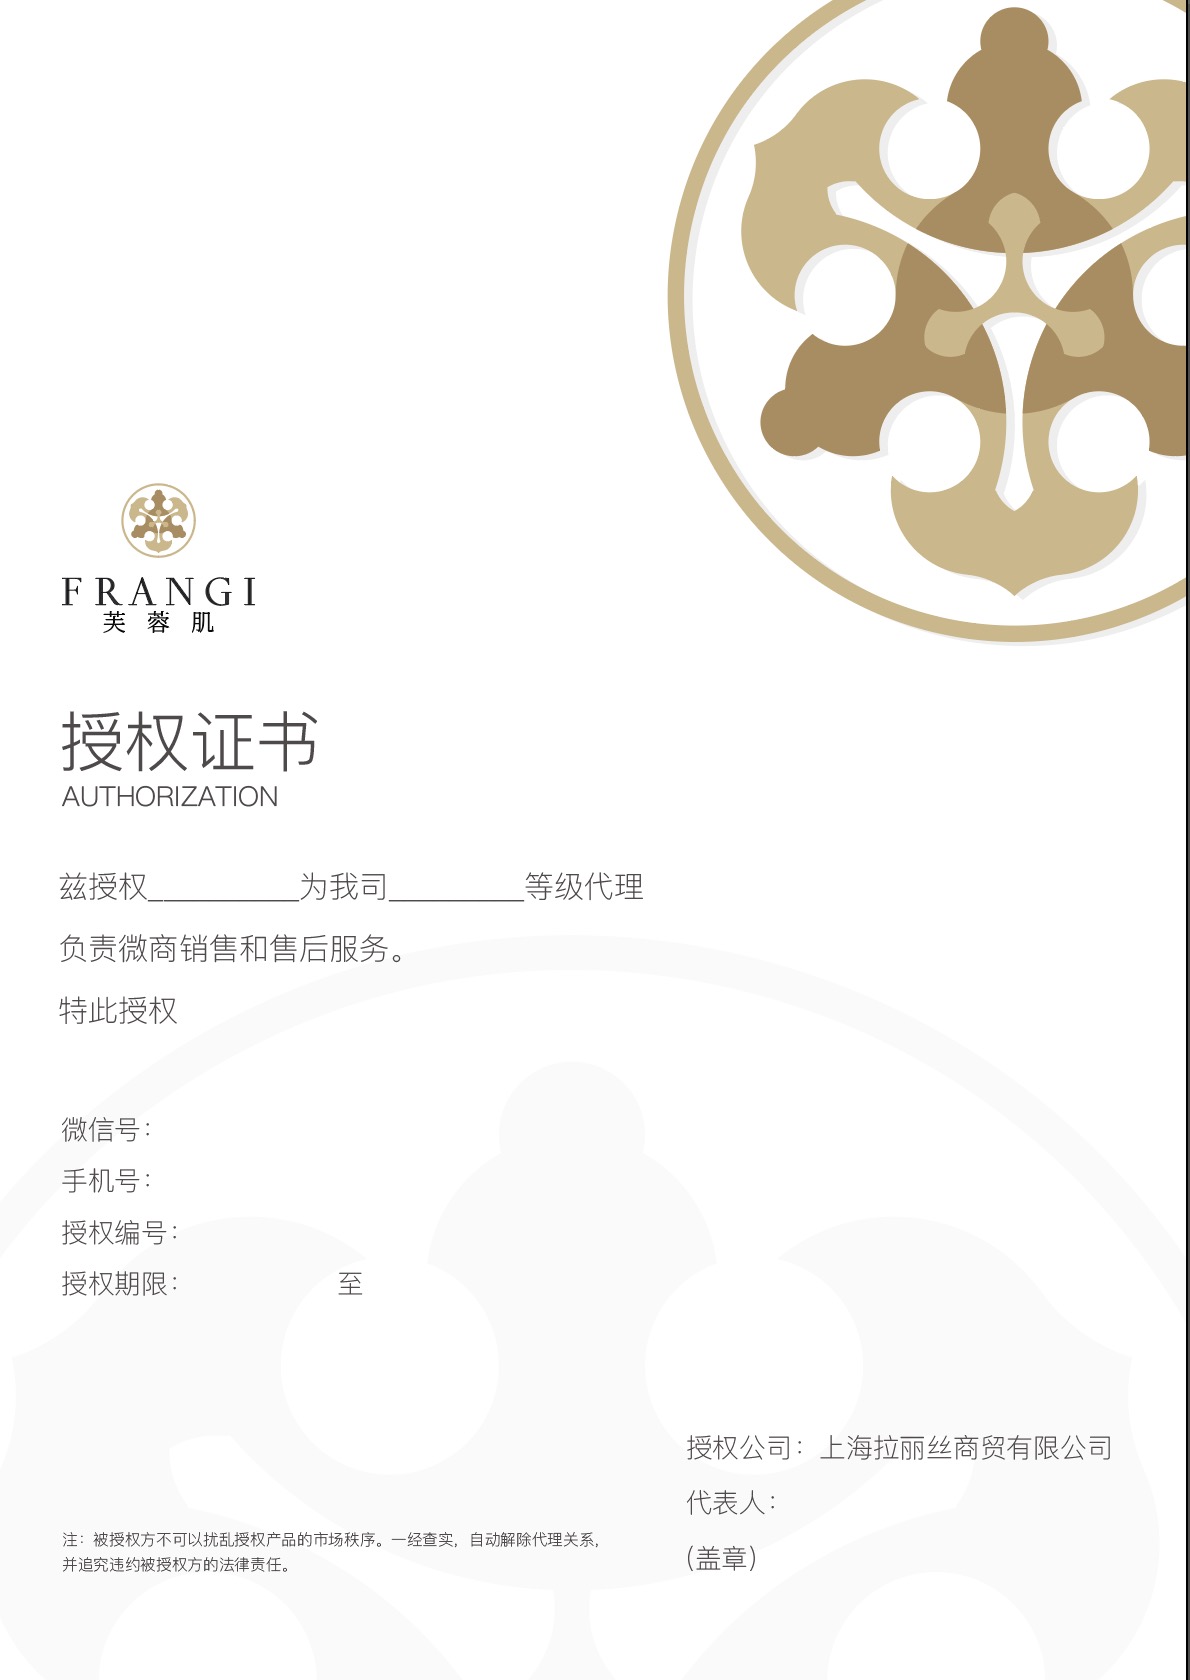 FRANGI
芙蓉肌
授权证书
AUTHORIZATION
兹授权___________为我司_________等级代理
负责微商销售和售后服务。
特此授权
微信号：
手机号：
授权编号：
授权期限： 至
授权公司：上海拉丽丝商贸有限公司
代表人：
(盖章)
注：被授权方不可以扰乱授权产品的市场秩序。一经查实，自动解除代理关系，
并追究违约被授权方的法律责任。